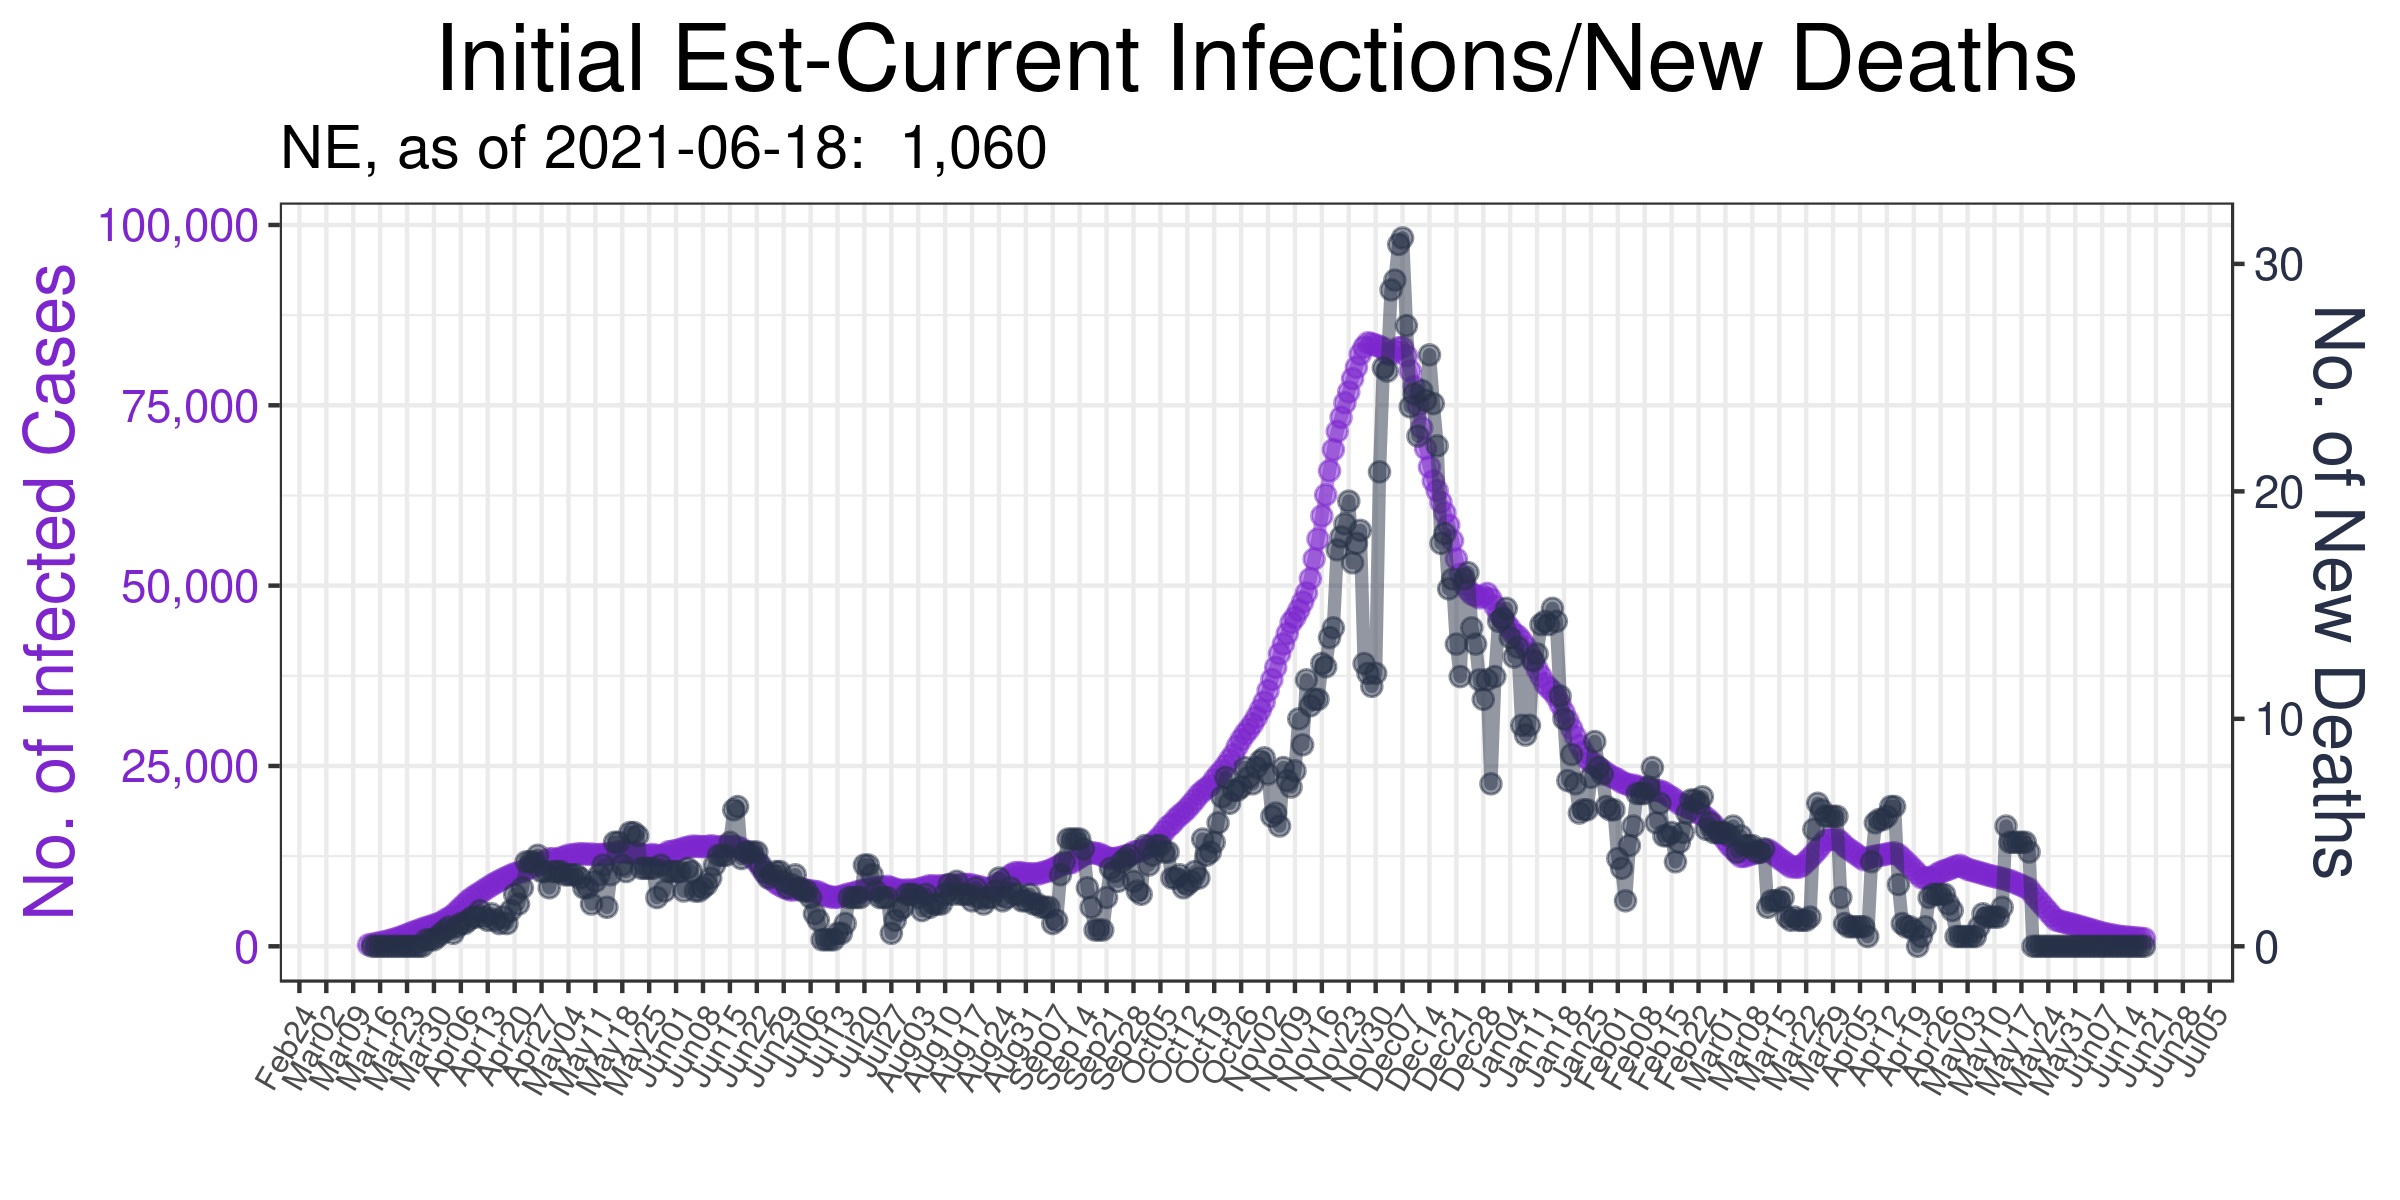 Initial Est-Current Infections/New Deaths
NE, as of 2021-06-18:  1,060
No. of Infected Cases
100,000
75,000
50,000
25,000
0
30
20
10
0
No. of New Deaths
Feb24
Mar02
Mar09
Mar16
Mar23
Mar30
Apr06
Apr13
Apr20
Apr27
May04
May11
May18
May25
Jun01
Jun08
Jun15
Jun22
Jun29
Jul06
Jul13
Jul20
Jul27
Aug03
Aug10
Aug17
Aug24
Aug31
Sep07
Sep14
Sep21
Sep28
Oct05
Oct12
Oct19
Oct26
Nov02
Nov09
Nov16
Nov23
Nov30
Dec07
Dec14
Dec21
Dec28
Jan04
Jan11
Jan18
Jan25
Feb01
Feb08
Feb15
Feb22
Mar01
Mar08
Mar15
Mar22
Mar29
Apr05
Apr12
Apr19
Apr26
May03
May10
May17
May24
May31
Jun07
Jun14
Jun21
Jun28
Jul05